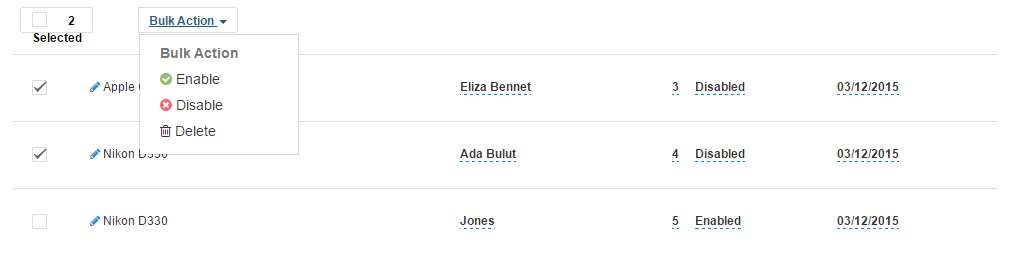 2
Selected
Bulk Action
Bulk Action
Enable
Disable
Delete
Apple Eliza Bennet 3 Disabled 03/12/2015
Nikon D330 Ada Bulut 4 Disabled 03/12/2015
Nikon D330 Jones 5 Enabled 03/12/2015